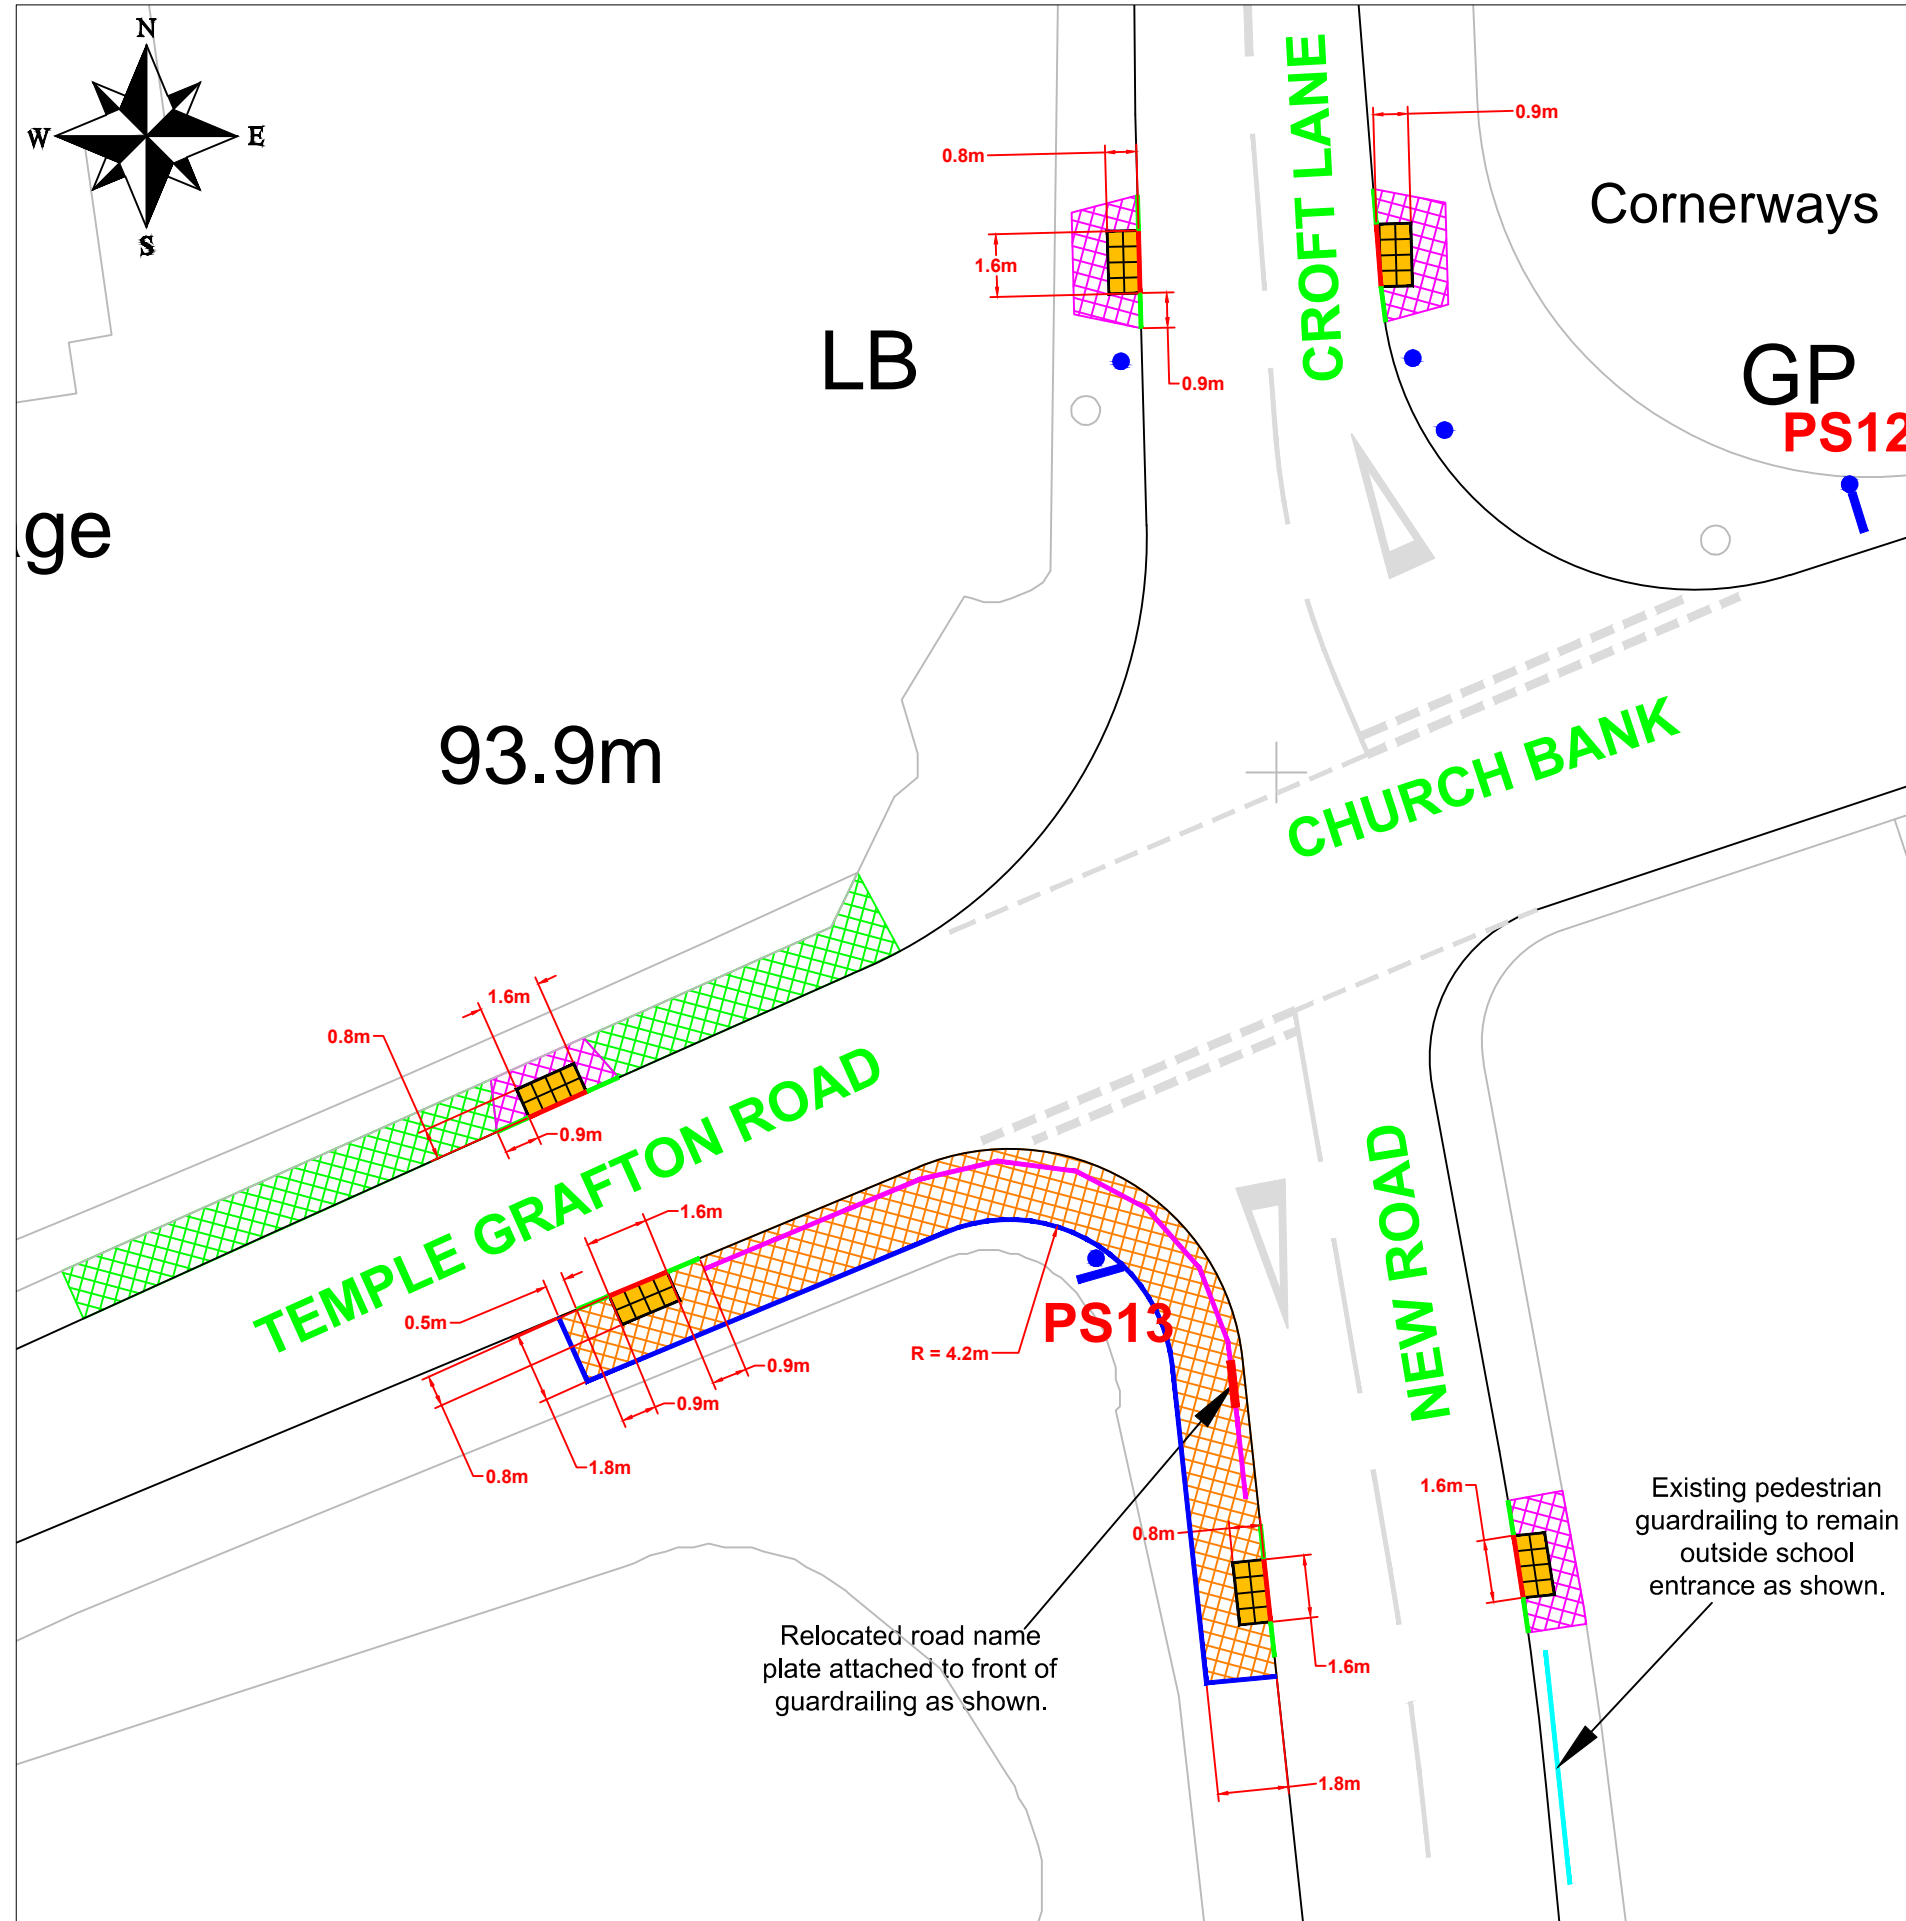 N
W
E
S
CROFT LANE
0.9m
0.8m
Cornerways
1.6m
LB
GP
0.9m
PS12
ge
93.9m
CHURCH BANK
1.6m
0.8m
0.9m
TEMPLE GRAFTON ROAD
1.6m
NEW ROAD
0.5m
PS13
R = 4.2m
0.9m
0.9m
0.8m
1.8m
1.6m
Existing pedestrian
guardrailing to remain
outside school
entrance as shown.
0.8m
Relocated road name
plate attached to front of
guardrailing as shown.
1.6m
1.8m